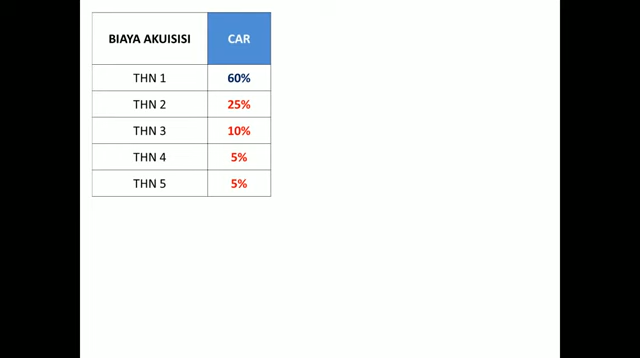 BIAYA AKUISISI CAR
THN 1 60%
THN 2 25%
THN 3 10%
THN 4 5%
THN 5 5%